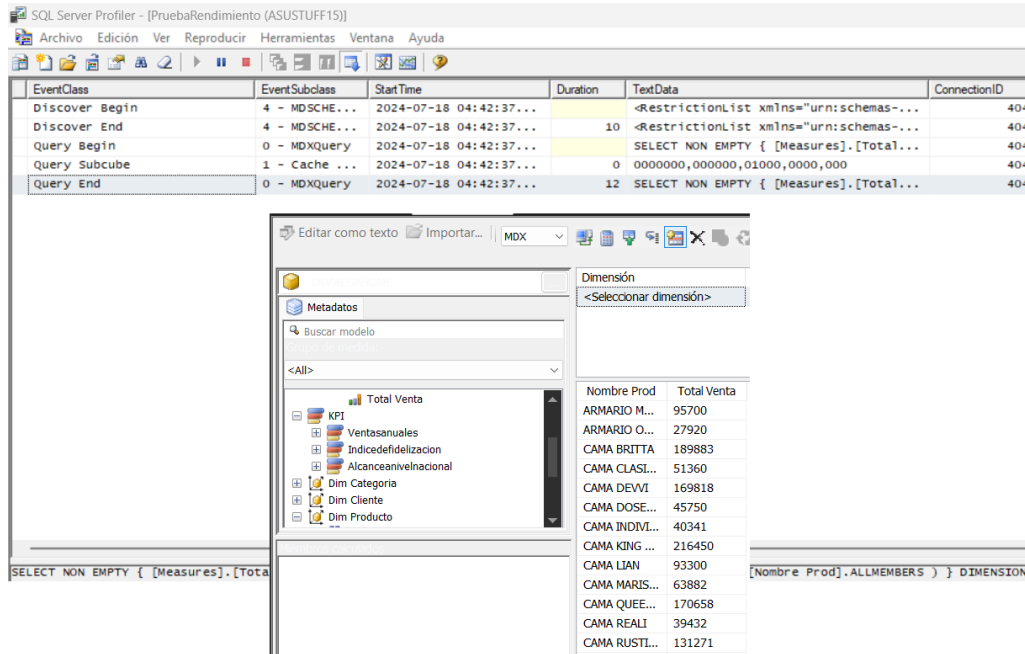 SQL Server Profiler - [PruebaRendimiento (ASUSTUFF15)]
Archivo Edición Ver Reproducir Herramientas Ventana Ayuda
EventClass EventSubclass StartTime Duration TextData ConnectionID
Discover Begin 4 - MDSCHE... 2024-07-18 04:42:37... <RestrictionList xmlns="urn:schemas-... 404
Discover End 4 - MDSCHE... 2024-07-18 04:42:37... 10 <RestrictionList xmlns="urn:schemas-... 404
Query Begin 0 - MDXQuery 2024-07-18 04:42:37... SELECT NON EMPTY { [Measures].[Total... 404
Query Subcube 1 - Cache ... 2024-07-18 04:42:37... 0 0000000,000000,01000,0000,000 404
Query End 0 - MDXQuery 2024-07-18 04:42:37... 12 SELECT NON EMPTY { [Measures].[Total... 404
Editar como texto Importar... MDX
Dimensión
<Seleccionar dimensión>
Metadatos
Buscar modelo
Grupo de medida:
<All>
Total Venta
KPI
Ventasanuales
Indicedefidelizacion
Alcanceanivelnacional
Dim Categoria
Dim Cliente
Dim Producto
Nombre Prod Total Venta
ARMARIO M... 95700
ARMARIO O... 27920
CAMA BRITTA 189883
CAMA CLASI... 51360
CAMA DEVVI 169818
CAMA DOSE... 45750
CAMA INDIVI... 40341
CAMA KING ... 216450
CAMA LIAN 93300
CAMA MARIS... 63882
CAMA QUEE... 170658
CAMA REALI 39432
CAMA RUSTI... 131271
SELECT NON EMPTY { [Measures].[Tota [Nombre Prod].ALLMEMBERS ) } DIMENSION